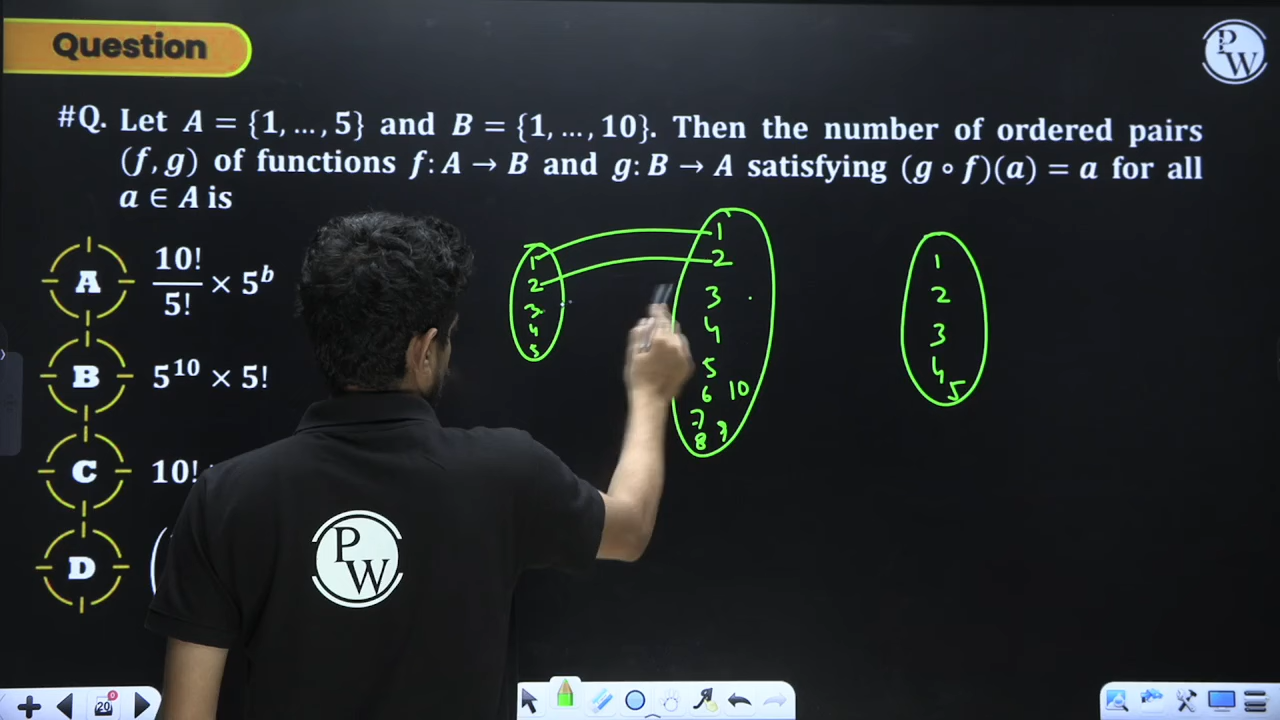 Question
PW
#Q. Let A = {1, ..., 5} and B = {1, ..., 10}. Then the number of ordered pairs
(f, g) of functions f: A → B and g: B → A satisfying (g ∘ f)(a) = a for all
a ∈ A is
A 10!/5! × 5^b
B 5^10 × 5!
C 10!
D (
1
2
3
4
5
1
2
3
4
5
6 10
7
8 9
1
2
3
4
5
PW
20
0